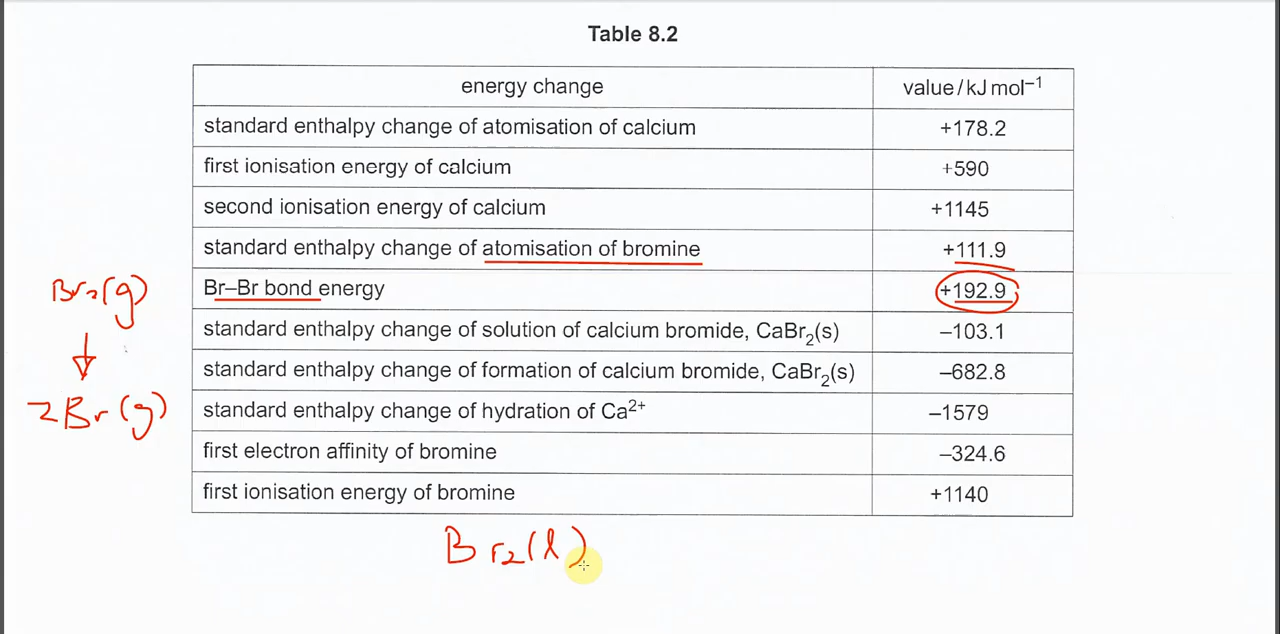 Table 8.2
energy change value/kJ mol⁻¹
standard enthalpy change of atomisation of calcium +178.2
first ionisation energy of calcium +590
second ionisation energy of calcium +1145
standard enthalpy change of atomisation of bromine +111.9
Br–Br bond energy +192.9
standard enthalpy change of solution of calcium bromide, CaBr₂(s) –103.1
standard enthalpy change of formation of calcium bromide, CaBr₂(s) –682.8
standard enthalpy change of hydration of Ca²⁺ –1579
first electron affinity of bromine –324.6
first ionisation energy of bromine +1140
Br₂(g)
↓
2Br(g)
Br₂(l)